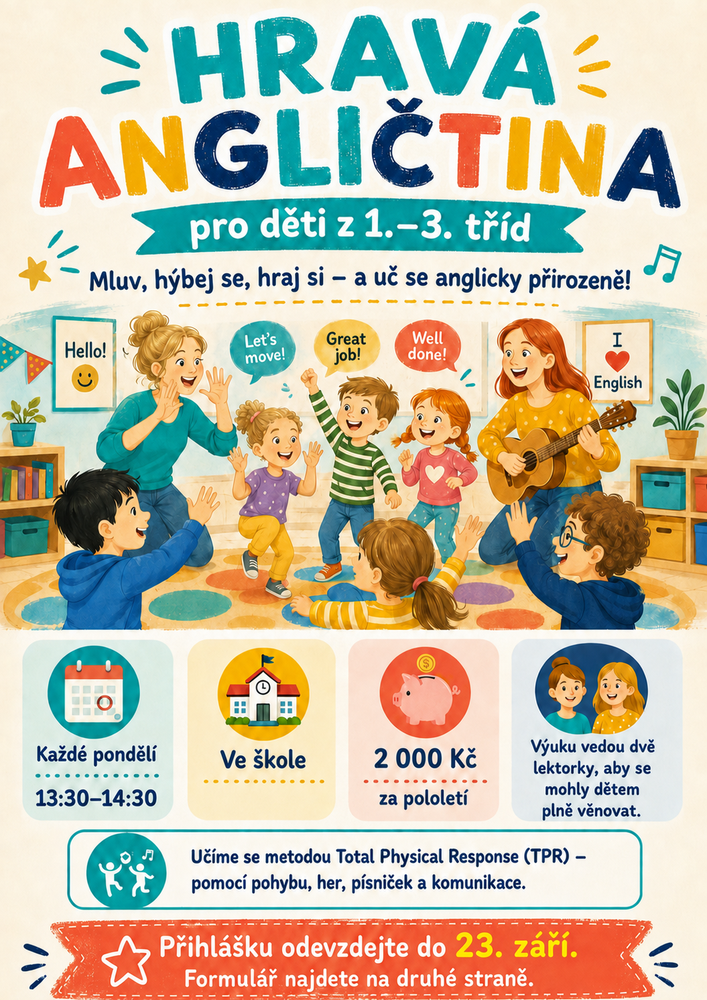 HRAVÁ
ANGLIČTINA
pro děti z 1.–3. tříd
Mluv, hýbej se, hraj si – a uč se anglicky přirozeně!
Hello!
Let's
move!
Great
job!
Well
done!
I
English
Každé pondělí
13:30–14:30
Ve škole
2 000 Kč
za pololetí
Výuku vedou dvě
lektorky, aby se
mohly dětem
plně věnovat.
Učíme se metodou Total Physical Response (TPR) –
pomocí pohybu, her, písniček a komunikace.
Přihlášku odevzdejte do 23. září.
Formulář najdete na druhé straně.